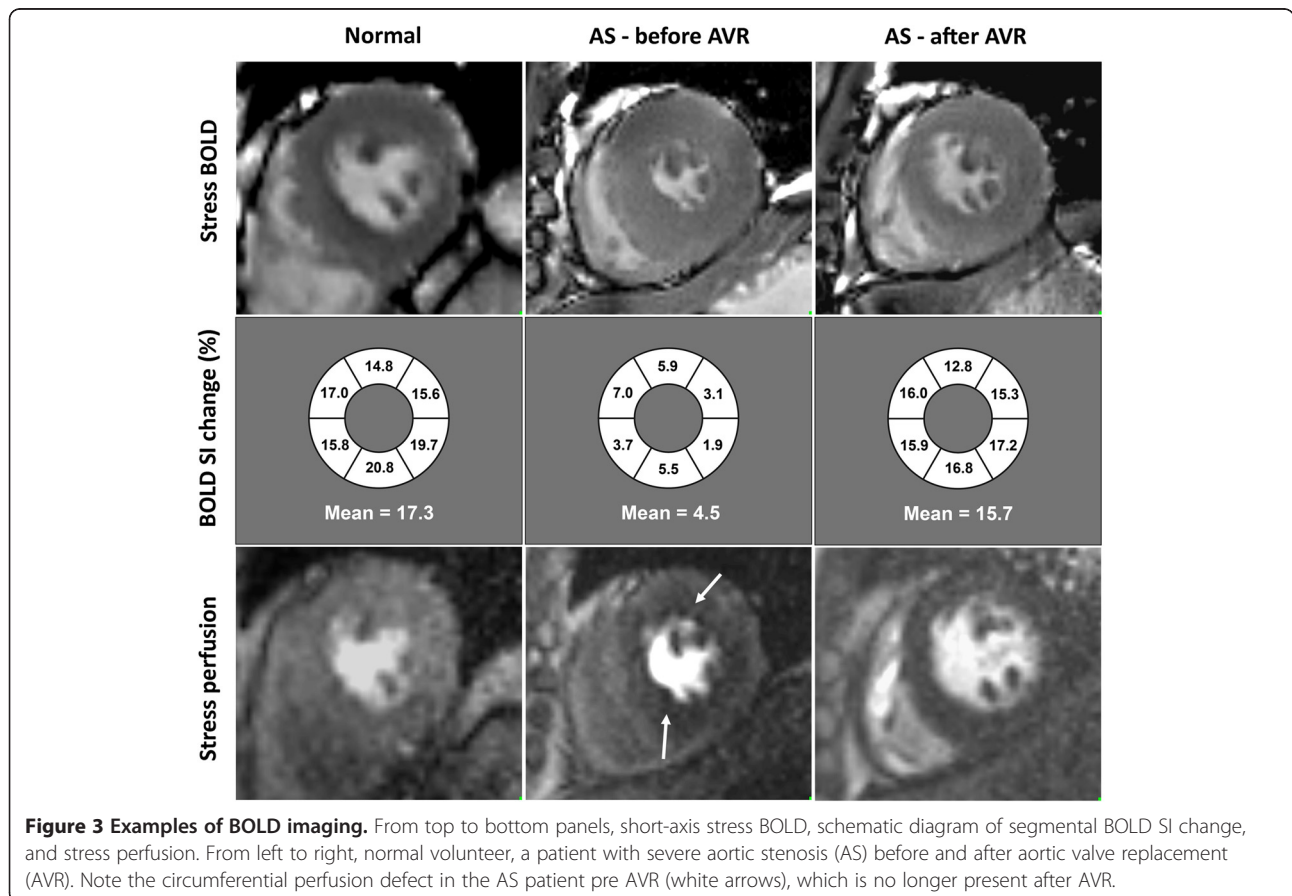 Normal AS - before AVR AS - after AVR
Stress BOLD
BOLD SI change (%)
14.8
17.0 15.6
15.8 19.7
20.8
Mean = 17.3
5.9
7.0 3.1
3.7 1.9
5.5
Mean = 4.5
12.8
16.0 15.3
15.9 17.2
16.8
Mean = 15.7
Stress perfusion
Figure 3 Examples of BOLD imaging. From top to bottom panels, short-axis stress BOLD, schematic diagram of segmental BOLD SI change,
and stress perfusion. From left to right, normal volunteer, a patient with severe aortic stenosis (AS) before and after aortic valve replacement
(AVR). Note the circumferential perfusion defect in the AS patient pre AVR (white arrows), which is no longer present after AVR.